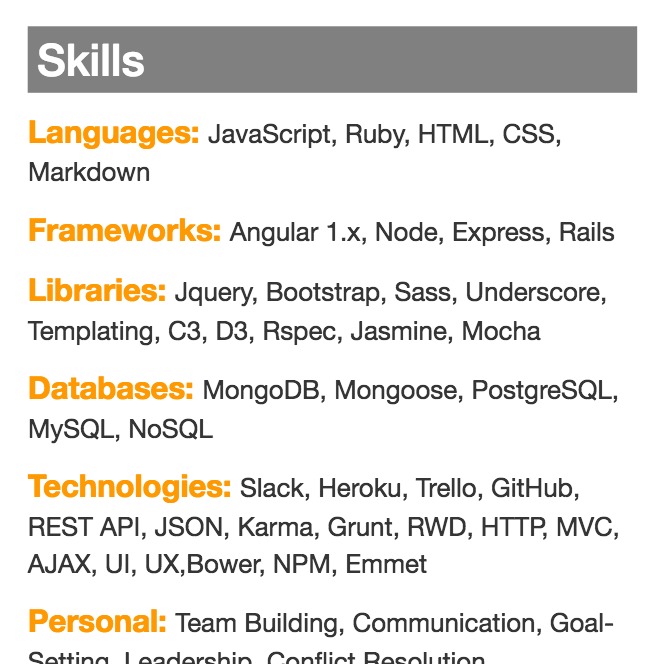 Skills
Languages: JavaScript, Ruby, HTML, CSS,
Markdown
Frameworks: Angular 1.x, Node, Express, Rails
Libraries: Jquery, Bootstrap, Sass, Underscore,
Templating, C3, D3, Rspec, Jasmine, Mocha
Databases: MongoDB, Mongoose, PostgreSQL,
MySQL, NoSQL
Technologies: Slack, Heroku, Trello, GitHub,
REST API, JSON, Karma, Grunt, RWD, HTTP, MVC,
AJAX, UI, UX,Bower, NPM, Emmet
Personal: Team Building, Communication, Goal-
Setting, Leadership, Conflict Resolution